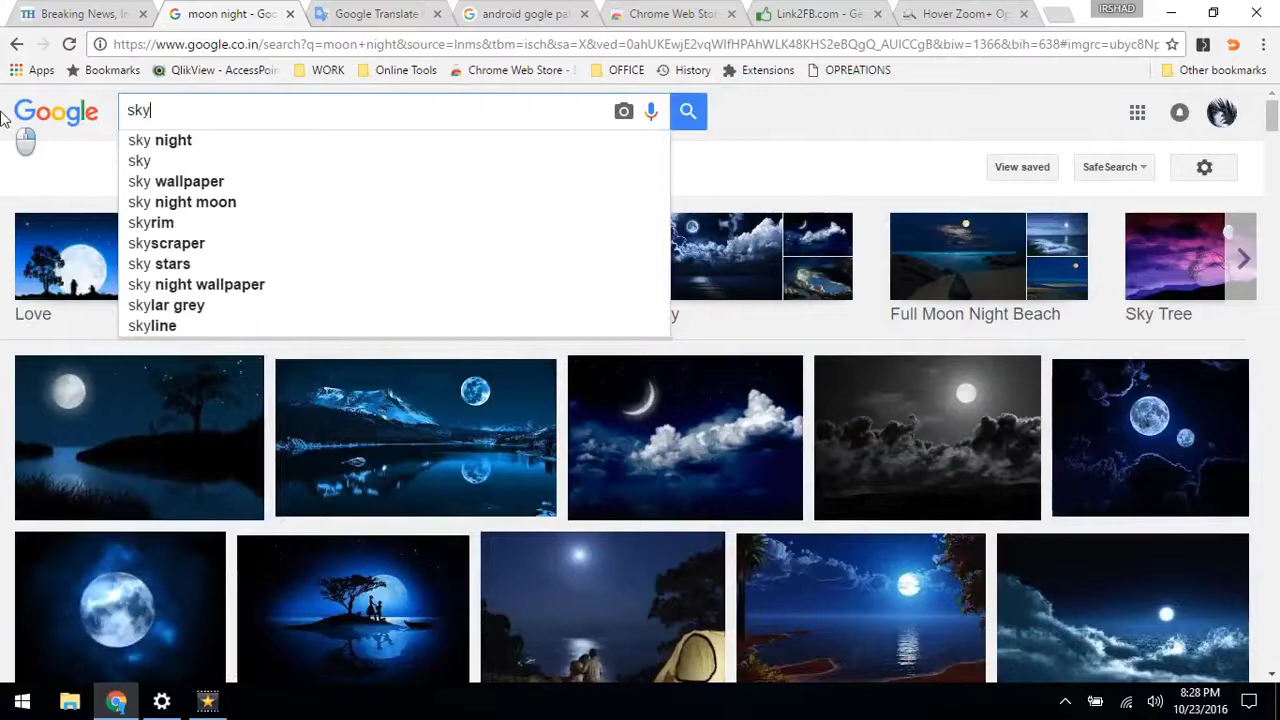 Breaking News, In
moon night - Goo
Google Translate
android gogle pat
Chrome Web Store
Link2FB.com - Ge
Hover Zoom+ Op
IRSHAD
https://www.google.co.in/search?q=moon+night&source=lnms&tbm=isch&sa=X&ved=0ahUKEwjE2vqWIfHPAhWLK48KHS2eBQgQ_AUICCgB&biw=1366&bih=638#imgrc=ubyc8Np
Apps
Bookmarks
QlikView - AccessPoin
WORK
Online Tools
Chrome Web Store -
OFFICE
History
Extensions
OPREATIONS
Other bookmarks
Google
sky
sky night
sky
sky wallpaper
sky night moon
skyrim
skyscraper
sky stars
sky night wallpaper
skylar grey
skyline
View saved
SafeSearch
Love
y
Full Moon Night Beach
Sky Tree
8:28 PM
10/23/2016